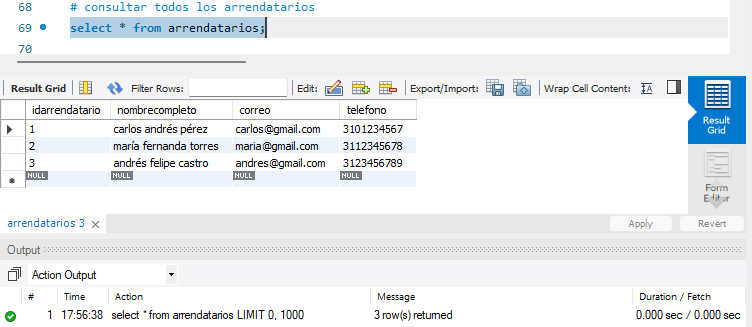 68 # consultar todos los arrendatarios
69 select * from arrendatarios;
70
Result Grid Filter Rows: Edit: Export/Import: Wrap Cell Content:
idarrendatario nombrecompleto correo telefono
1 carlos andrés pérez carlos@gmail.com 3101234567
2 maría fernanda torres maria@gmail.com 3112345678
3 andrés felipe castro andres@gmail.com 3123456789
NULL NULL NULL NULL
Result
Grid
Form
Editor
arrendatarios 3 Apply Revert
Output
Action Output
# Time Action Message Duration / Fetch
1 17:56:38 select * from arrendatarios LIMIT 0, 1000 3 row(s) returned 0.000 sec / 0.000 sec